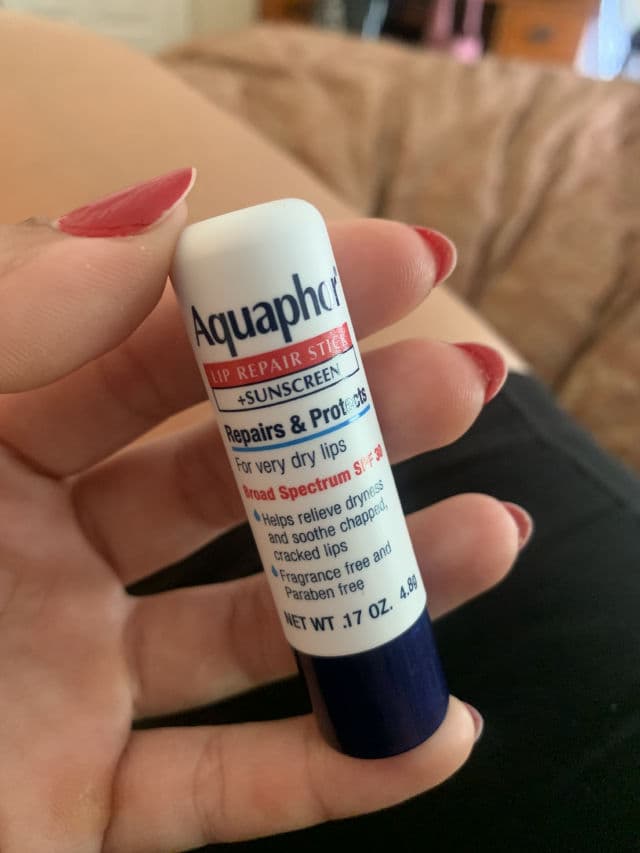 Aquaphor
LIP REPAIR STICK
+SUNSCREEN
Repairs & Protects
For very dry lips
Broad Spectrum SPF 30
Helps relieve dryness
and soothe chapped,
cracked lips
Fragrance free and
Paraben free
NET WT .17 OZ. 4.8g